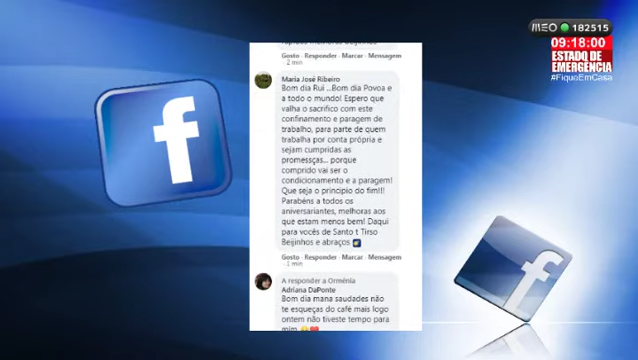 MEO 182515
09:18:00
ESTADO DE
EMERGÊNCIA
#FiqueEmCasa
Gosto · Responder · Marcar · Mensagem
· 2 min
Maria José Ribeiro
Bom dia Rui ...Bom dia Povoa e
a todo o mundo! Espero que
valha o sacrifico com este
confinamento e paragem de
trabalho, para parte de quem
trabalha por conta própria e
sejam cumpridas as
promessças... porque
comprido vai ser o
condicionamento e a paragem!
Que seja o principio do fim!!!
Parabéns a todos os
aniversariantes, melhoras aos
que estam menos bem! Daqui
para vocês de Santo t Tirso
Beijinhos e abraços
Gosto · Responder · Marcar · Mensagem
· 1 min
A responder a Orménia
Adriana DaPonte
Bom dia mana saudades não
te esqueças do café mais logo
ontem não tiveste tempo para
mim